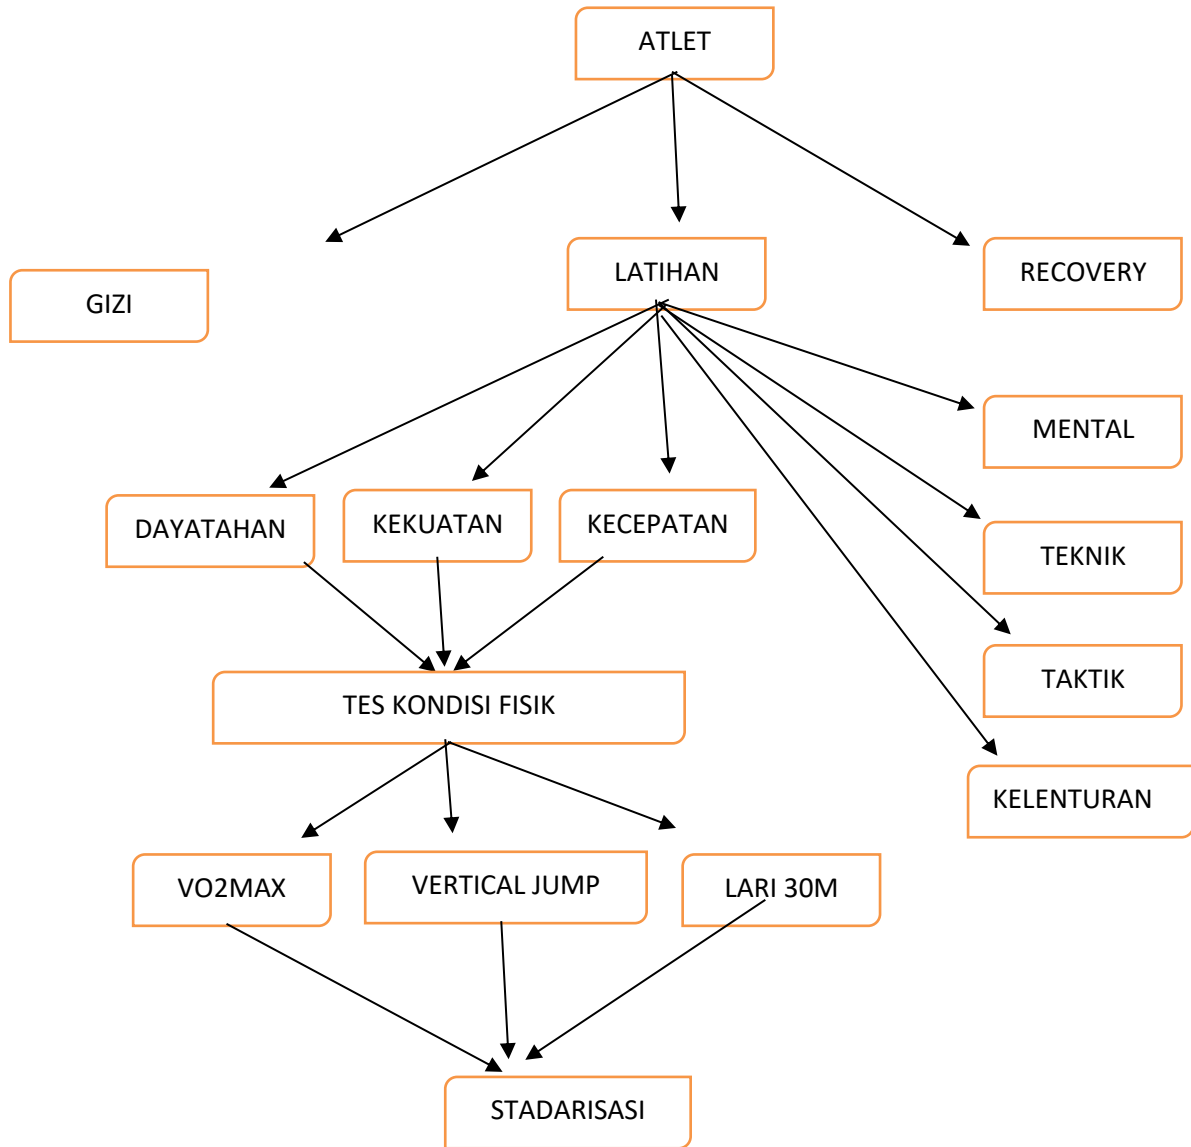 ATLET
GIZI
LATIHAN
RECOVERY
MENTAL
DAYATAHAN
KEKUATAN
KECEPATAN
TEKNIK
TAKTIK
TES KONDISI FISIK
KELENTURAN
VO2MAX
VERTICAL JUMP
LARI 30M
STADARISASI